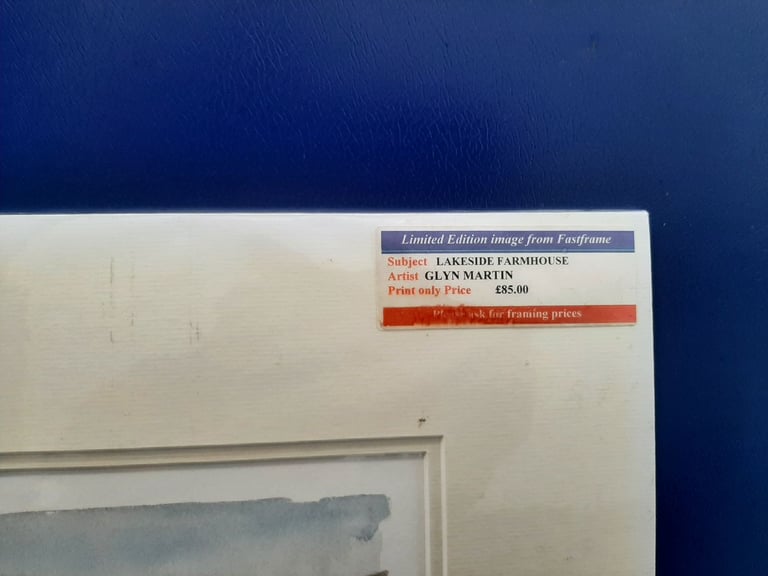 Limited Edition image from Fastframe
Subject LAKESIDE FARMHOUSE
Artist GLYN MARTIN
Print only Price £85.00
Please ask for framing prices